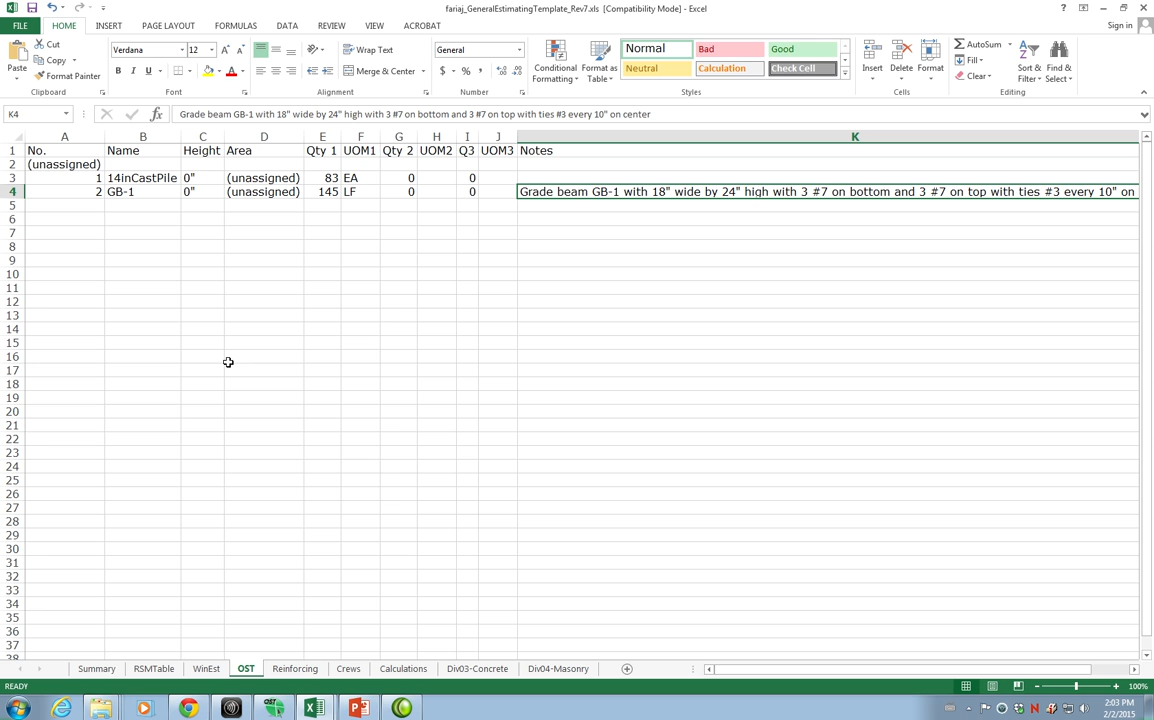 fariaj_GeneralEstimatingTemplate_Rev7.xls [Compatibility Mode] - Excel
FILE HOME INSERT PAGE LAYOUT FORMULAS DATA REVIEW VIEW ACROBAT Sign in
Paste Cut Copy Format Painter Clipboard
Verdana 12 B I U A Font
Wrap Text Merge & Center Alignment
General $ % , Number
Conditional Formatting Format as Table Normal Bad Good Neutral Calculation Check Cell Styles
Insert Delete Format Cells
AutoSum Fill Clear Sort & Filter Find & Select Editing
K4 fx Grade beam GB-1 with 18" wide by 24" high with 3 #7 on bottom and 3 #7 on top with ties #3 every 10" on center
A B C D E F G H I J K
1 No. Name Height Area Qty 1 UOM1 Qty 2 UOM2 Q3 UOM3 Notes
2 (unassigned)
3 1 14inCastPile 0" (unassigned) 83 EA 0 0
4 2 GB-1 0" (unassigned) 145 LF 0 0 Grade beam GB-1 with 18" wide by 24" high with 3 #7 on bottom and 3 #7 on top with ties #3 every 10" on
5
6
7
8
9
10
11
12
13
14
15
16
17
18
19
20
21
22
23
24
25
26
27
28
29
30
31
32
33
34
35
36
37
38
Summary RSMTable WinEst OST Reinforcing Crews Calculations Div03-Concrete Div04-Masonry
READY 100%
OST 2:03 PM
2/2/2015